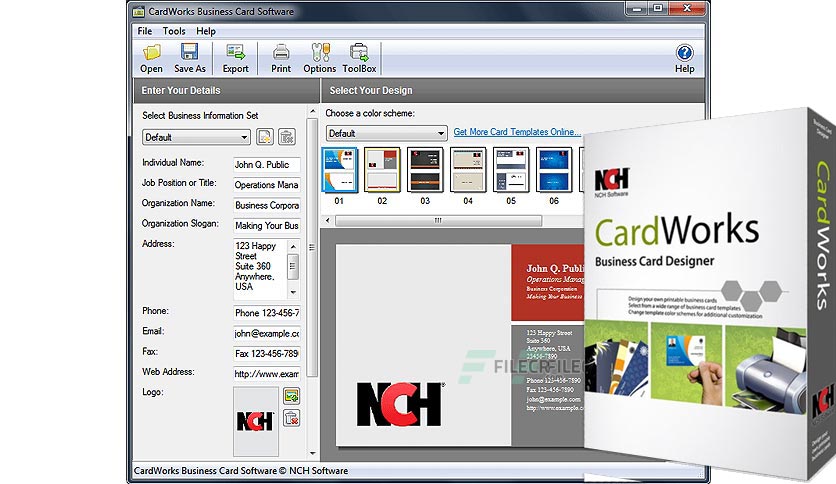 CardWorks Business Card Software
File Tools Help
Open Save As Export Print Options ToolBox Help
Enter Your Details
Select Your Design
Select Business Information Set
Default
Individual Name: John Q. Public
Job Position or Title: Operations Mana
Organization Name: Business Corpora
Organization Slogan: Making Your Bus
Address: 123 Happy
Street
Suite 360
Anywhere,
USA
Phone: Phone 123-456-7
Email: john@example.c
Fax: Fax 123-456-789
Web Address: http://www.exam
Logo:
NCH
Choose a color scheme:
Default
Get More Card Templates Online...
01 02 03 04 05 06
John Q. Publi
Operations Manag
Business Corporation
Making Your Business
123 Happy Street
Suite 360
Anywhere, USA
23456-7890
Phone 123-456-7890
Fax 123-456-7890
john@example.com
http://www.example.c
NCH
FILECR
FILE
CardWorks Business Card Software © NCH Software
NCH
NCH Software
CardWorks
Business Card Designer
Design your own printable business cards
Select from a wide range of business card templates
Change template color schemes for additional customization
Business Card
Designer
CardWorks
NCH